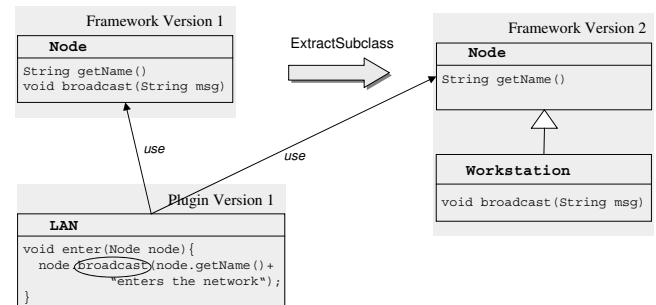 Framework Version 1
Node
String getName()
void broadcast(String msg)
ExtractSubclass
Framework Version 2
Node
String getName()
Workstation
void broadcast(String msg)
use
use
Plugin Version 1
LAN
void enter(Node node){
node.broadcast(node.getName()+
"enters the network");
}